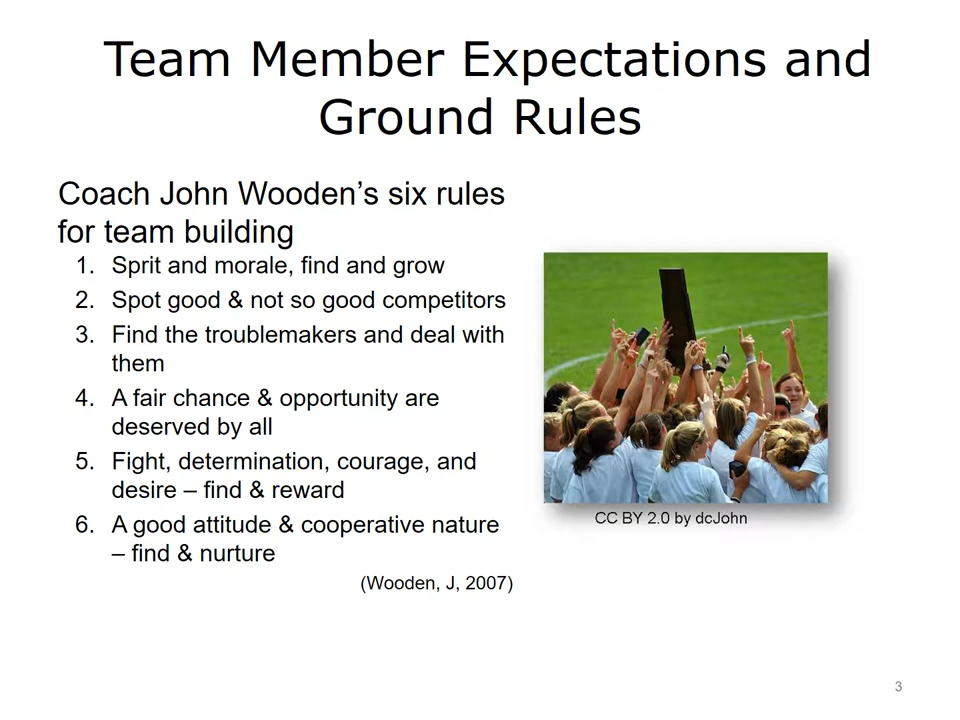 Team Member Expectations and
Ground Rules
Coach John Wooden’s six rules
for team building
1. Sprit and morale, find and grow
2. Spot good & not so good competitors
3. Find the troublemakers and deal with
them
4. A fair chance & opportunity are
deserved by all
5. Fight, determination, courage, and
desire – find & reward
6. A good attitude & cooperative nature
– find & nurture
(Wooden, J, 2007)
CC BY 2.0 by dcJohn
3